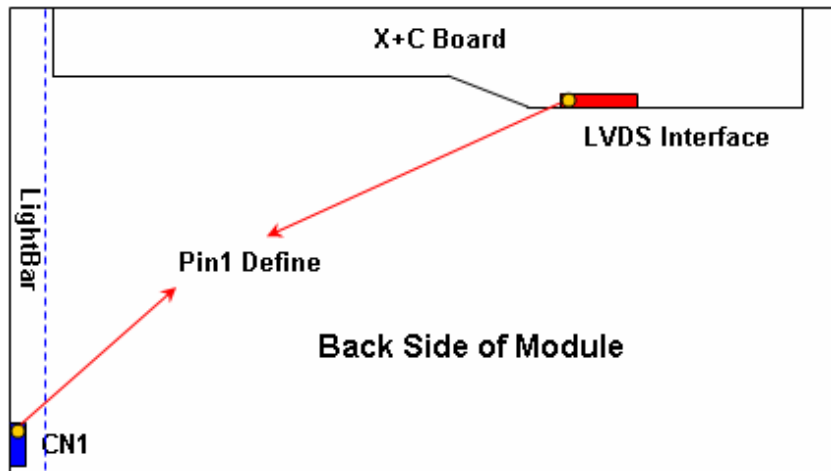 X+C Board
LVDS Interface
LightBar
Pin1 Define
Back Side of Module
CN1